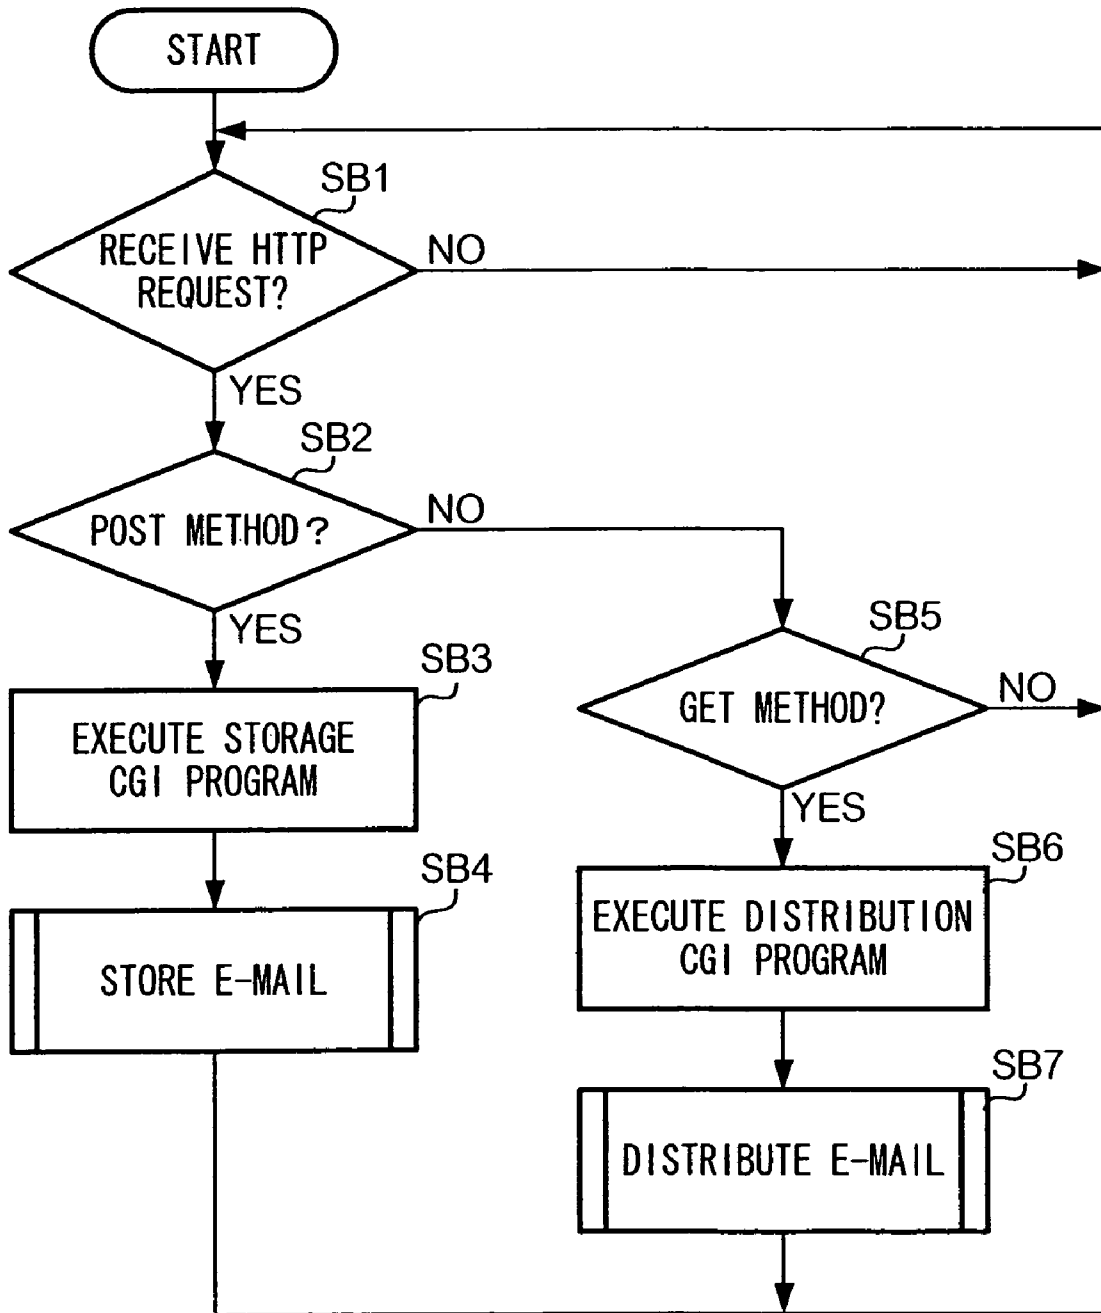 START
SB1
RECEIVE HTTP
REQUEST?
NO
YES
SB2
POST METHOD?
NO
YES
SB3
EXECUTE STORAGE
CGI PROGRAM
SB4
STORE E-MAIL
SB5
GET METHOD?
NO
YES
SB6
EXECUTE DISTRIBUTION
CGI PROGRAM
SB7
DISTRIBUTE E-MAIL